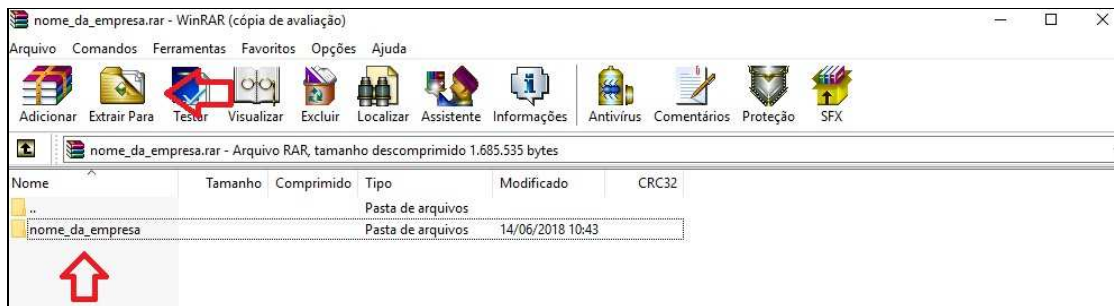 nome_da_empresa.rar - WinRAR (cópia de avaliação)
Arquivo Comandos Ferramentas Favoritos Opções Ajuda
Adicionar Extrair Para Testar Visualizar Excluir Localizar Assistente Informações Antivírus Comentários Proteção SFX
nome_da_empresa.rar - Arquivo RAR, tamanho descomprimido 1.685.535 bytes
Nome Tamanho Comprimido Tipo Modificado CRC32
.. Pasta de arquivos
nome_da_empresa Pasta de arquivos 14/06/2018 10:43